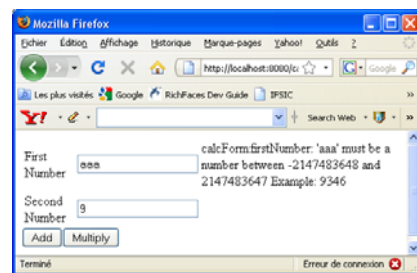 Mozilla Firefox
Fichier Édition Affichage Historique Marque-pages Yahoo! Outils ?
http://localhost:8080/c Google
Les plus visités Google RichFaces Dev Guide IFSIC
Y! Search Web
First Number aaa
calcForm:firstNumber: 'aaa' must be a
number between -2147483648 and
2147483647 Example: 9346
Second Number 9
Add Multiply
Terminé Erreur de connexion